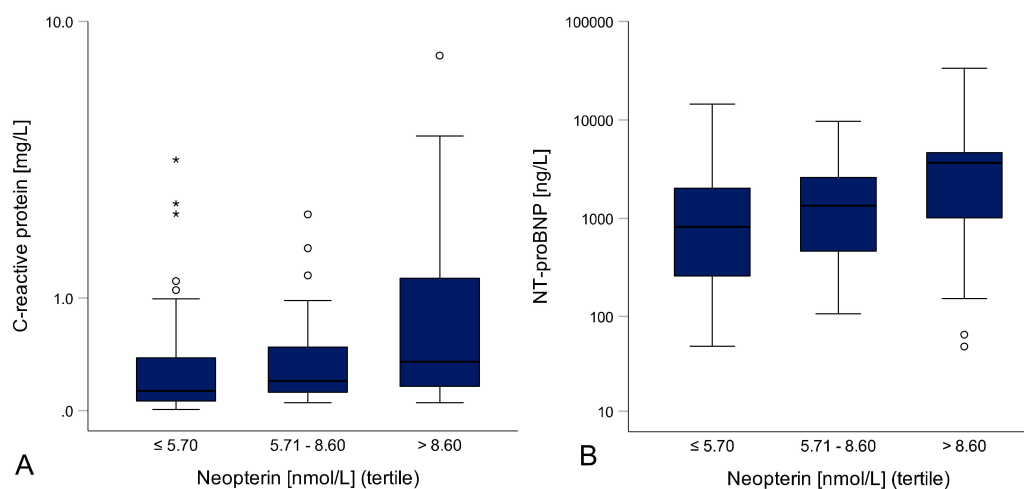 10.0
1.0
.0
C-reactive protein [mg/L]
≤ 5.70
5.71 - 8.60
> 8.60
Neopterin [nmol/L] (tertile)
A
100000
10000
1000
100
10
NT-proBNP [ng/L]
≤ 5.70
5.71 - 8.60
> 8.60
Neopterin [nmol/L] (tertile)
B